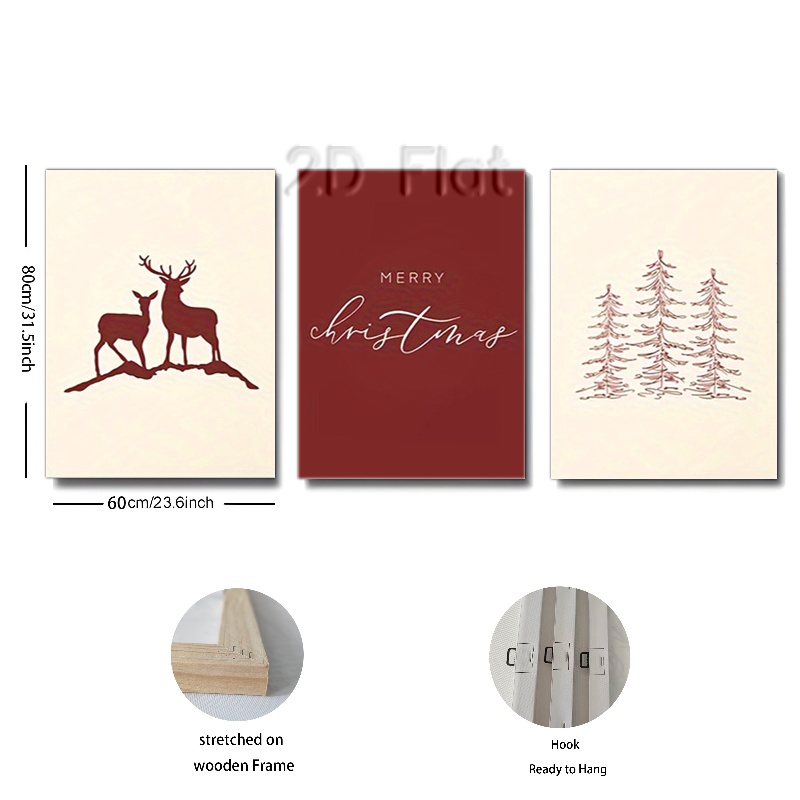 2D Flat
MERRY
christmas
80cm/31.5inch
60cm/23.6inch
stretched on
wooden Frame
Hook
Ready to Hang